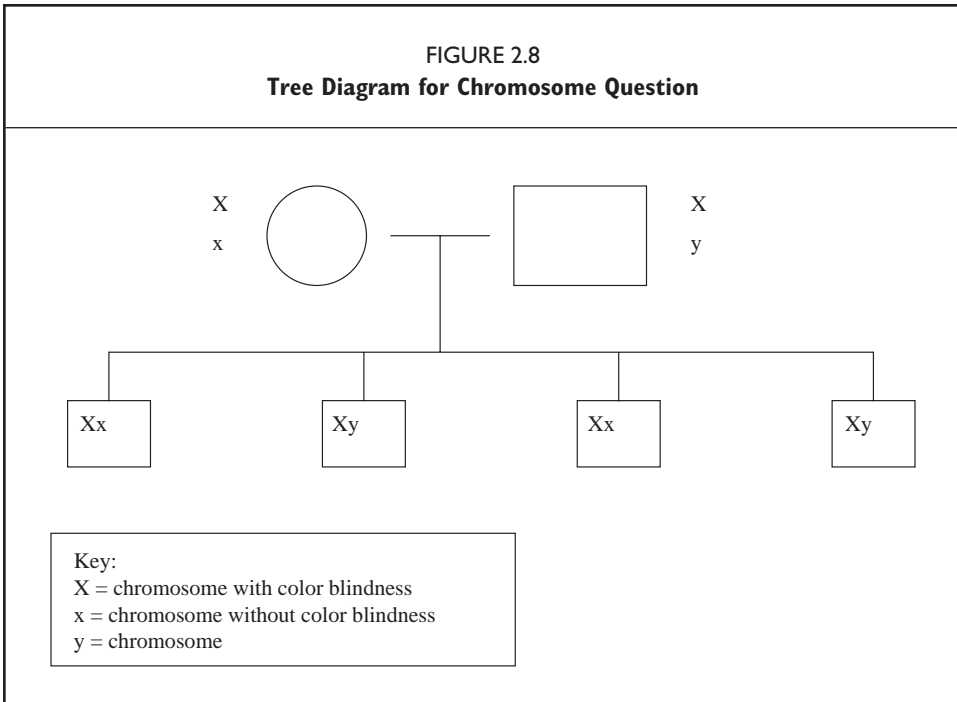 FIGURE 2.8
Tree Diagram for Chromosome Question
X
x
X
y
Xx
Xy
Xx
Xy
Key:
X = chromosome with color blindness
x = chromosome without color blindness
y = chromosome